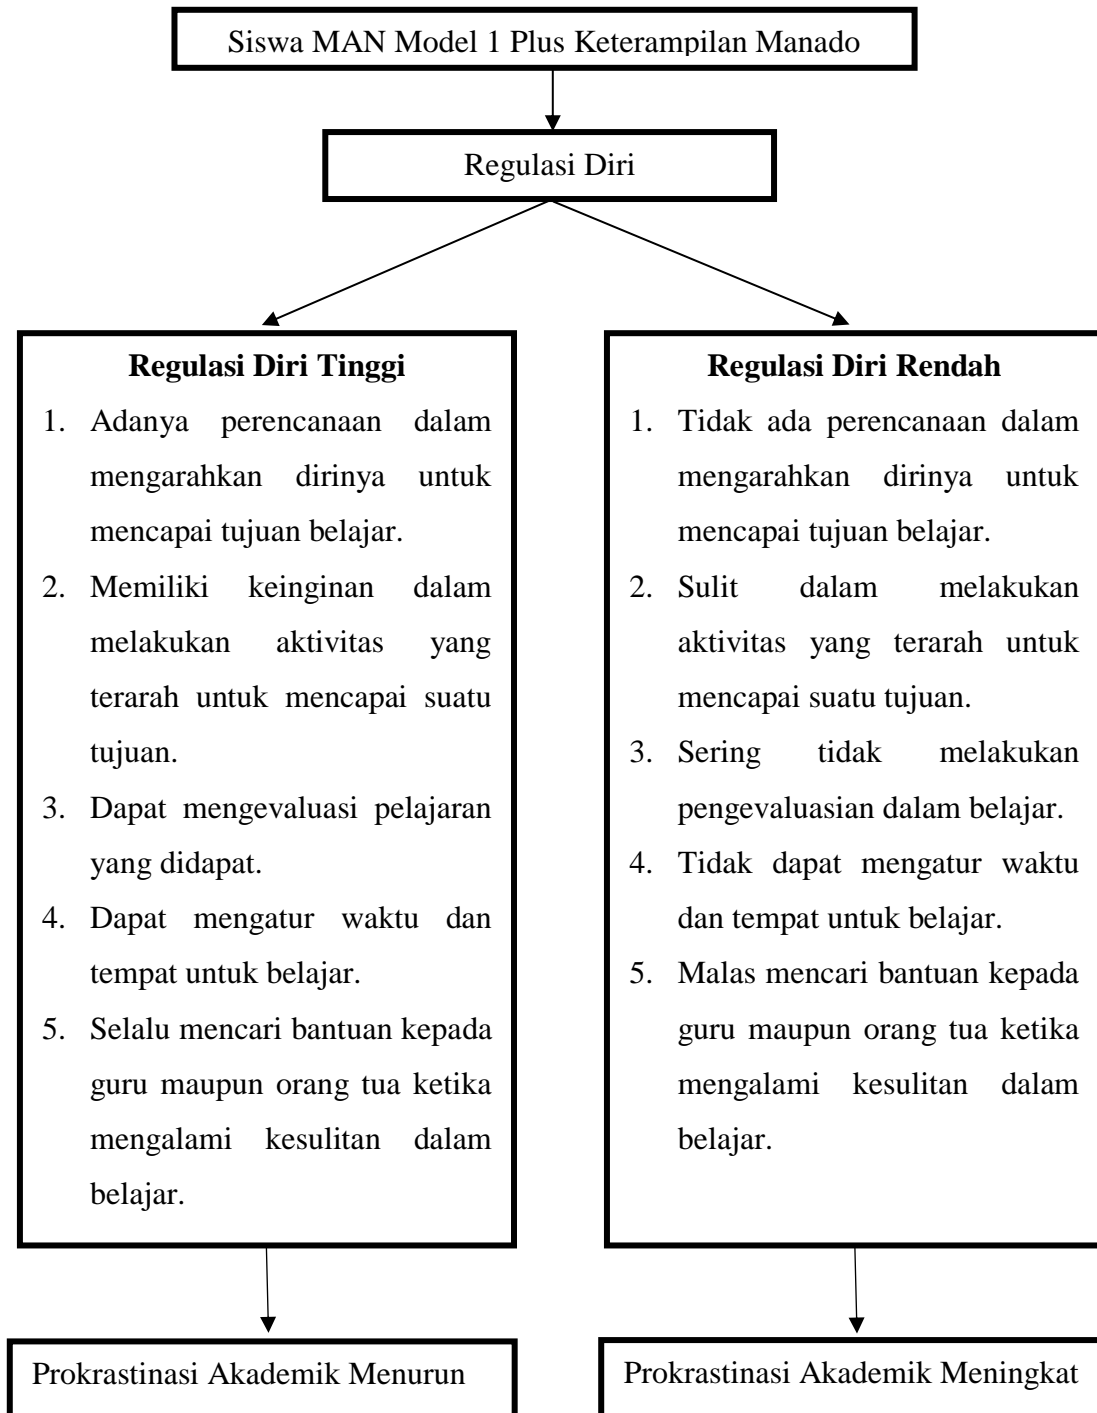 Siswa MAN Model 1 Plus Keterampilan Manado
Regulasi Diri
Regulasi Diri Tinggi
1. Adanya perencanaan dalam
mengarahkan dirinya untuk
mencapai tujuan belajar.
2. Memiliki keinginan dalam
melakukan aktivitas yang
terarah untuk mencapai suatu
tujuan.
3. Dapat mengevaluasi pelajaran
yang didapat.
4. Dapat mengatur waktu dan
tempat untuk belajar.
5. Selalu mencari bantuan kepada
guru maupun orang tua ketika
mengalami kesulitan dalam
belajar.
Regulasi Diri Rendah
1. Tidak ada perencanaan dalam
mengarahkan dirinya untuk
mencapai tujuan belajar.
2. Sulit dalam melakukan
aktivitas yang terarah untuk
mencapai suatu tujuan.
3. Sering tidak melakukan
pengevaluasian dalam belajar.
4. Tidak dapat mengatur waktu
dan tempat untuk belajar.
5. Malas mencari bantuan kepada
guru maupun orang tua ketika
mengalami kesulitan dalam
belajar.
Prokrastinasi Akademik Menurun
Prokrastinasi Akademik Meningkat